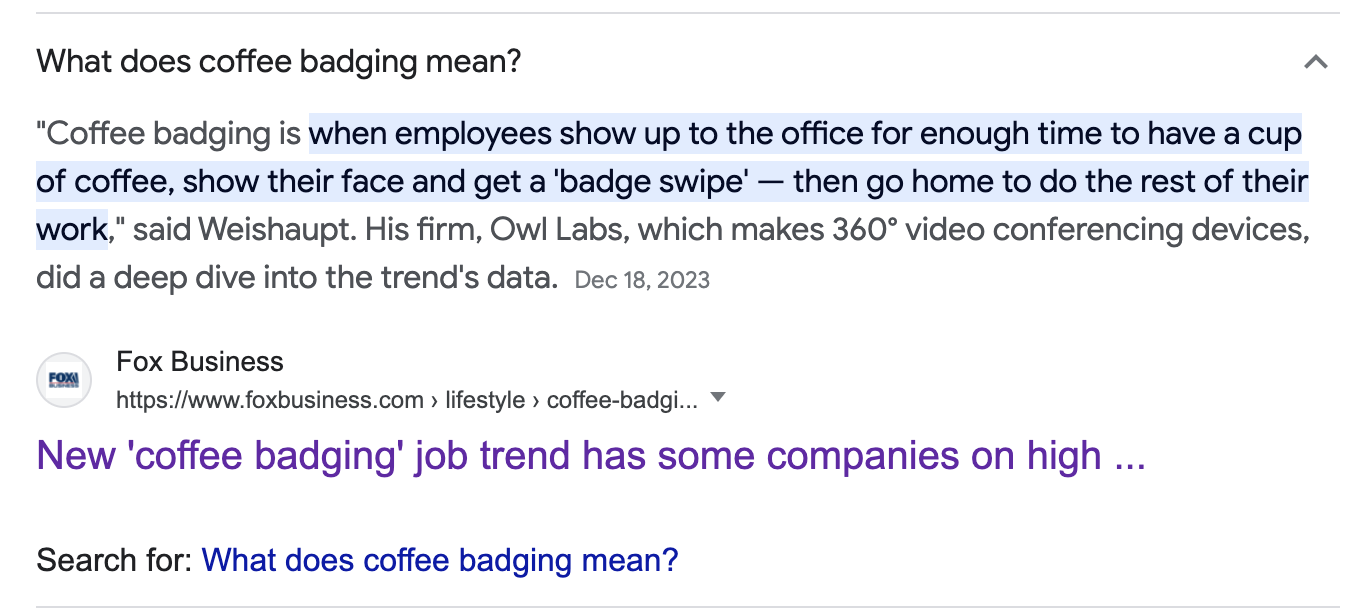 What does coffee badging mean?
"Coffee badging is when employees show up to the office for enough time to have a cup
of coffee, show their face and get a 'badge swipe' — then go home to do the rest of their
work," said Weishaupt. His firm, Owl Labs, which makes 360° video conferencing devices,
did a deep dive into the trend's data. Dec 18, 2023
FOX
BUSINESS
Fox Business
https://www.foxbusiness.com › lifestyle › coffee-badgi...
New 'coffee badging' job trend has some companies on high ...
Search for: What does coffee badging mean?